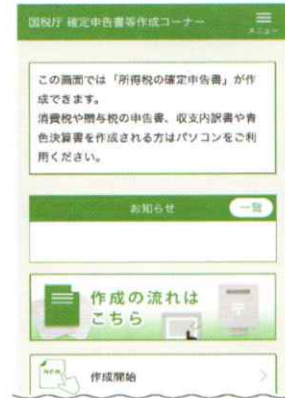 国税庁 確定申告書等作成コーナー
メニュー
この画面では「所得税の確定申告書」が作
成できます。
消費税や贈与税の申告書、収支内訳書や青
色決算書を作成される方はパソコンをご利
用ください。
お知らせ
一覧
作成の流れは
こちら
NEW
作成開始